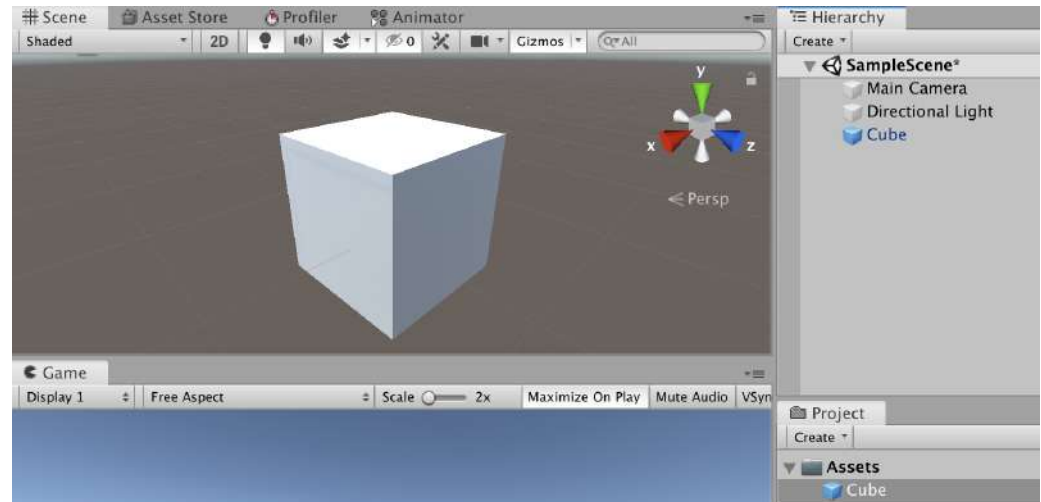 Scene Asset Store Profiler Animator
Shaded 2D 0 Gizmos All
y
x z
Persp
Game
Display 1 Free Aspect Scale 2x Maximize On Play Mute Audio VSyn
Hierarchy
Create
SampleScene*
Main Camera
Directional Light
Cube
Project
Create
Assets
Cube